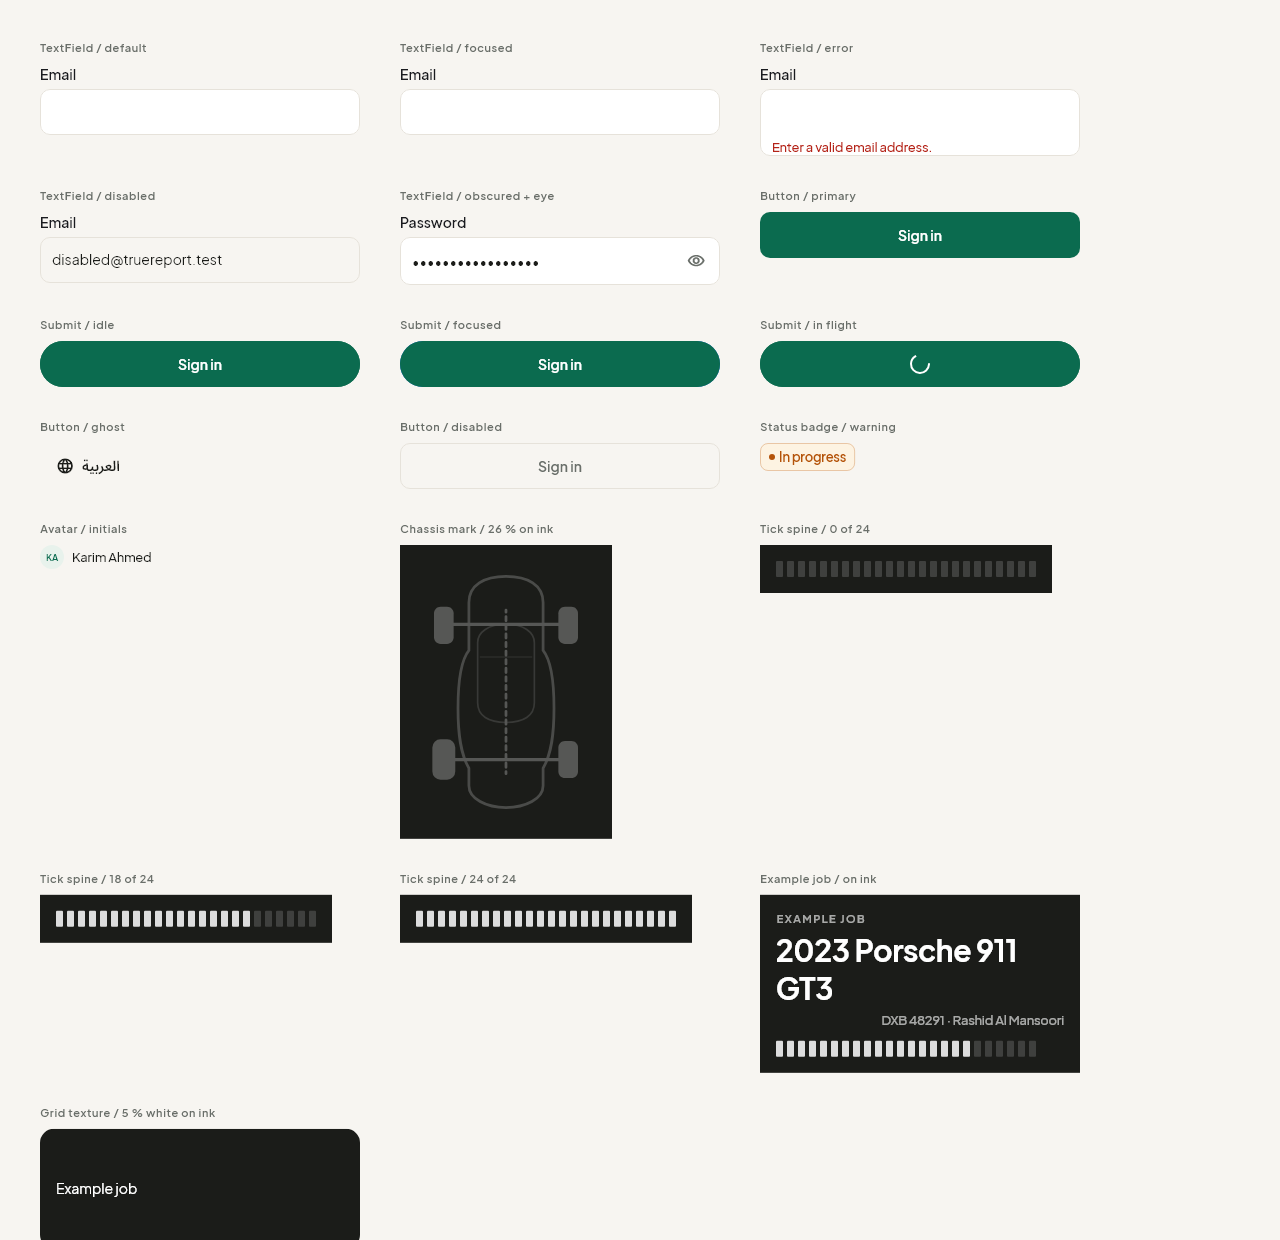 TextField / default
Email
TextField / focused
Email
TextField / error
Email
Enter a valid email address.
TextField / disabled
Email
disabled@truereport.test
TextField / obscured + eye
Password
•••••••••••••••••
Button / primary
Sign in
Submit / idle
Sign in
Submit / focused
Sign in
Submit / in flight
Button / ghost
العربية
Button / disabled
Sign in
Status badge / warning
In progress
Avatar / initials
KA
Karim Ahmed
Chassis mark / 26 % on ink
Tick spine / 0 of 24
Tick spine / 18 of 24
Tick spine / 24 of 24
Example job / on ink
EXAMPLE JOB
2023 Porsche 911
GT3
DXB 48291 · Rashid Al Mansoori
Grid texture / 5 % white on ink
Example job